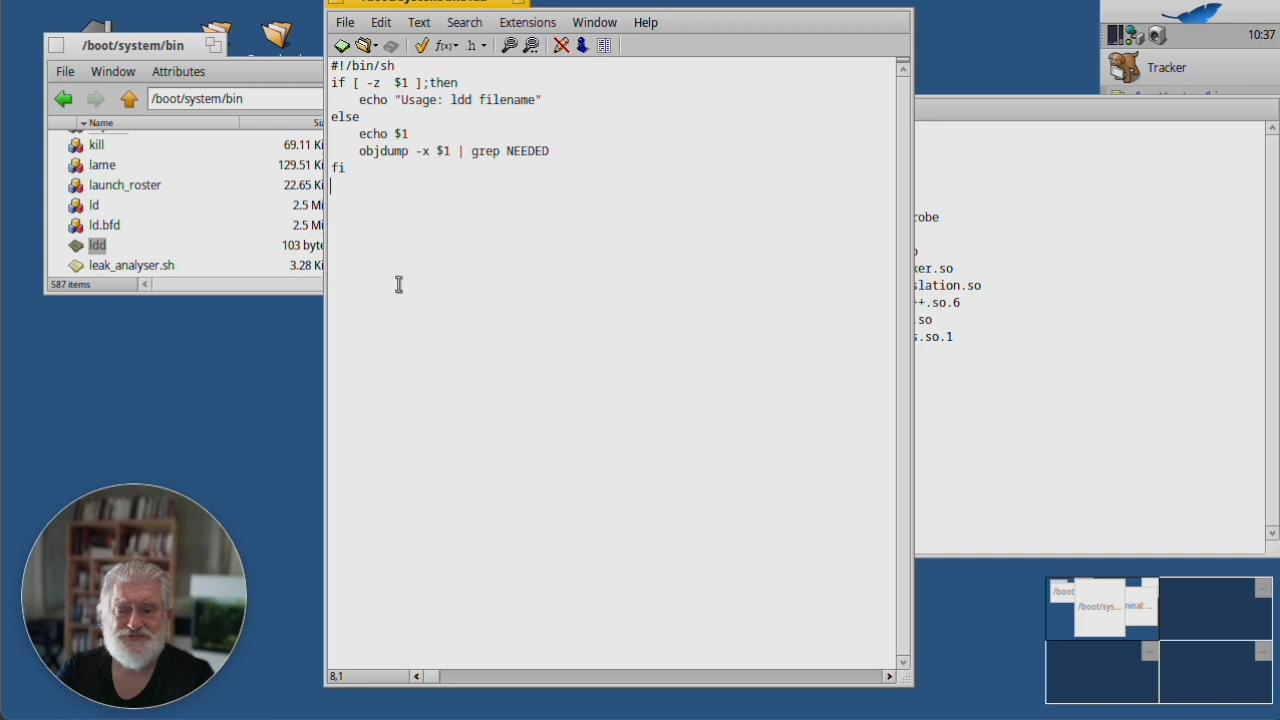 /boot/system/bin
File Window Attributes
/boot/system/bin
Name
kill 69.11 Ki
lame 129.51 Ki
launch_roster 22.65 Ki
ld 2.5 Mi
ld.bfd 2.5 Mi
ldd 103 byte
leak_analyser.sh 3.28 Ki
587 items
File Edit Text Search Extensions Window Help
f(x) .h
#!/bin/sh
if [ -z  $1 ];then
    echo "Usage: ldd filename"
else
    echo $1
    objdump -x $1 | grep NEEDED
fi
8,1
10:37
Tracker
robe
ker.so
slation.so
++.so.6
.so
s.so.1
/boot
/boot/sys...
minal: ...